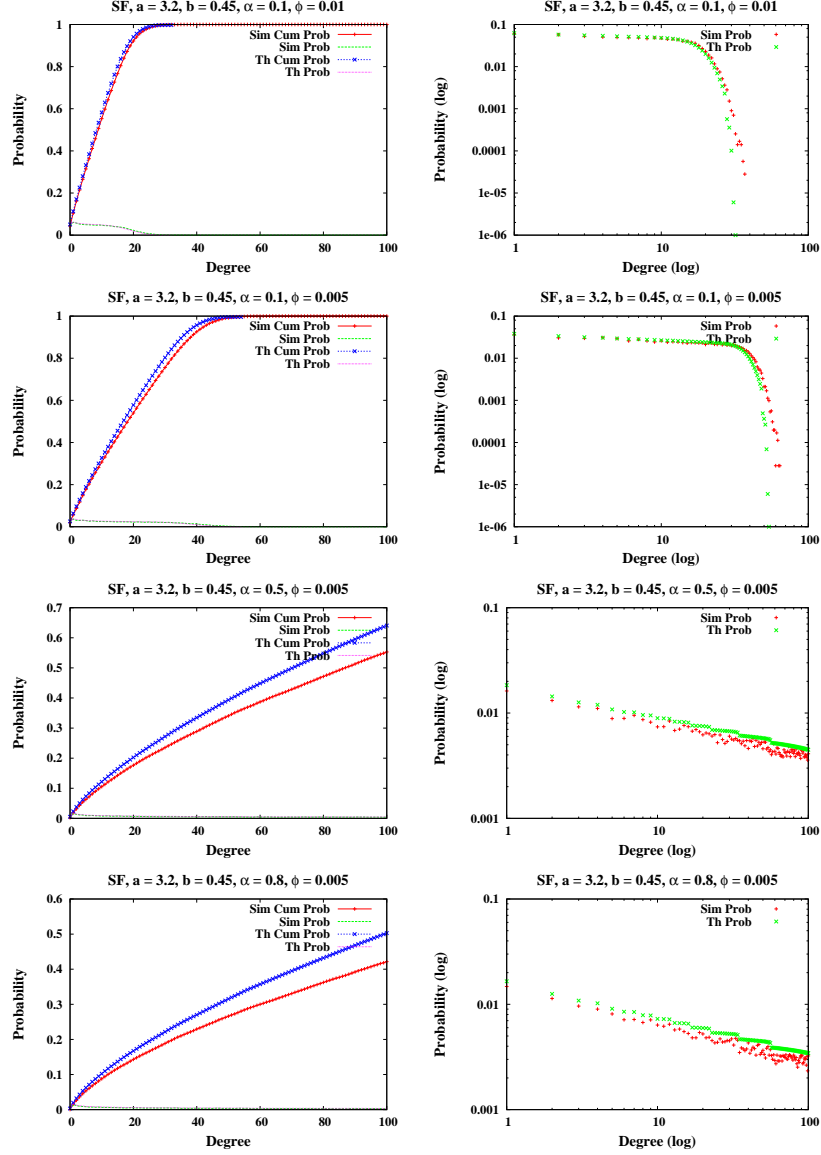 SF, a = 3.2, b = 0.45, α = 0.1, ϕ = 0.01
Probability
1
0.8
0.6
0.4
0.2
0
0 20 40 60 80 100
Degree
Sim Cum Prob
Sim Prob
Th Cum Prob
Th Prob
SF, a = 3.2, b = 0.45, α = 0.1, ϕ = 0.01
Probability (log)
0.1
0.01
0.001
0.0001
1e-05
1e-06
1 10 100
Degree (log)
Sim Prob
Th Prob
SF, a = 3.2, b = 0.45, α = 0.1, ϕ = 0.005
Probability
1
0.8
0.6
0.4
0.2
0
0 20 40 60 80 100
Degree
Sim Cum Prob
Sim Prob
Th Cum Prob
Th Prob
SF, a = 3.2, b = 0.45, α = 0.1, ϕ = 0.005
Probability (log)
0.1
0.01
0.001
0.0001
1e-05
1e-06
1 10 100
Degree (log)
Sim Prob
Th Prob
SF, a = 3.2, b = 0.45, α = 0.5, ϕ = 0.005
Probability
0.7
0.6
0.5
0.4
0.3
0.2
0.1
0
0 20 40 60 80 100
Degree
Sim Cum Prob
Sim Prob
Th Cum Prob
Th Prob
SF, a = 3.2, b = 0.45, α = 0.5, ϕ = 0.005
Probability (log)
0.1
0.01
0.001
1 10 100
Degree (log)
Sim Prob
Th Prob
SF, a = 3.2, b = 0.45, α = 0.8, ϕ = 0.005
Probability
0.6
0.5
0.4
0.3
0.2
0.1
0
0 20 40 60 80 100
Degree
Sim Cum Prob
Sim Prob
Th Cum Prob
Th Prob
SF, a = 3.2, b = 0.45, α = 0.8, ϕ = 0.005
Probability (log)
0.1
0.01
0.001
1 10 100
Degree (log)
Sim Prob
Th Prob